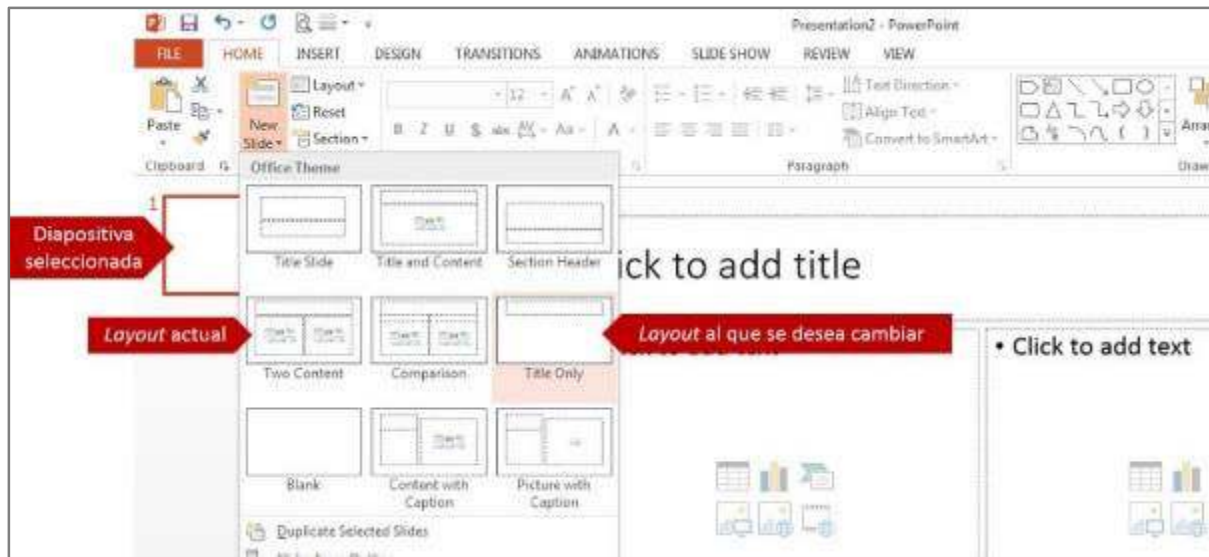 Presentation2 - PowerPoint
FILE HOME INSERT DESIGN TRANSITIONS ANIMATIONS SLIDE SHOW REVIEW VIEW
Layout
Text Direction
Reset
Align Text
Paste
New
Slide
Section
12
Convert to SmartArt
Clipboard
Paragraph
Office Theme
1
Diapositiva
seleccionada
Title Slide
Title and Content
Section Header
ick to add title
Layout actual
Layout al que se desea cambiar
• Click to add text
Two Content
Comparison
Title Only
Blank
Content with
Caption
Picture with
Caption
Duplicate Selected Slides